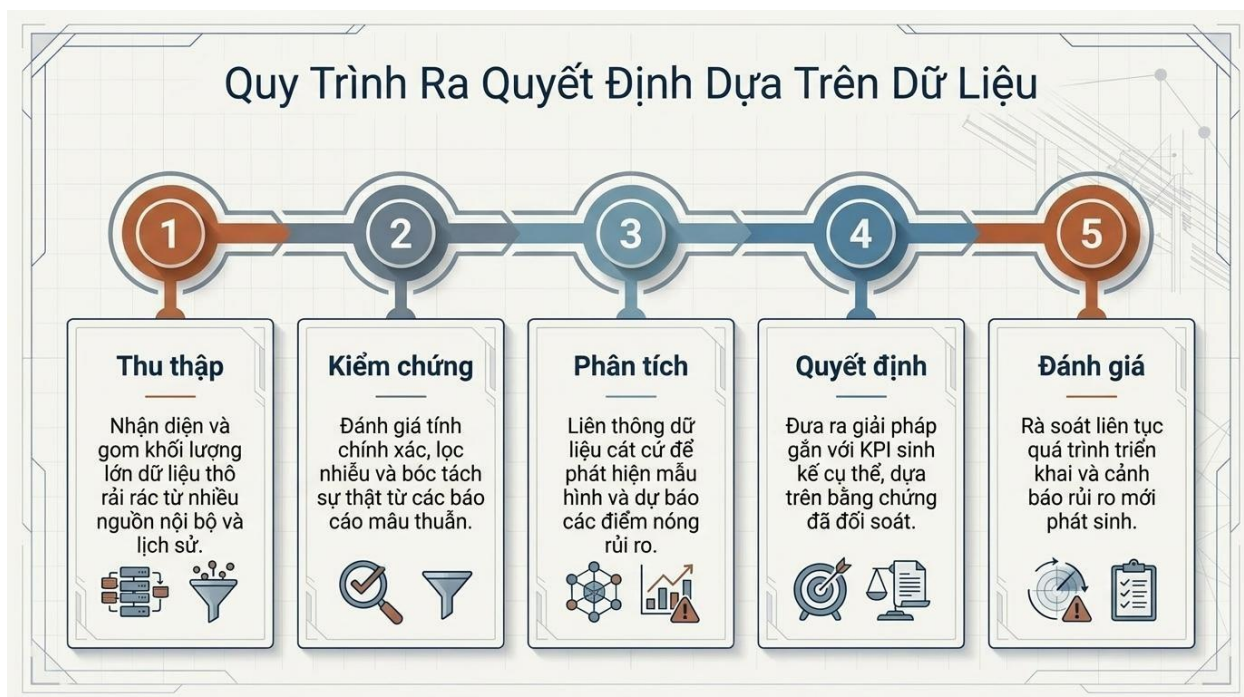 Quy Trình Ra Quyết Định Dựa Trên Dữ Liệu
1
2
3
4
5
Thu thập
Nhận diện và
gom khối lượng
lớn dữ liệu thô
rải rác từ nhiều
nguồn nội bộ và
lịch sử.
Kiểm chứng
Đánh giá tính
chính xác, lọc
nhiễu và bóc tách
sự thật từ các báo
cáo mâu thuẫn.
Phân tích
Liên thông dữ
liệu cát cứ để
phát hiện mẫu
hình và dự báo
các điểm nóng
rủi ro.
Quyết định
Đưa ra giải pháp
gắn với KPI sinh
kế cụ thể, dựa
trên bằng chứng
đã đối soát.
Đánh giá
Rà soát liên tục
quá trình triển
khai và cảnh
báo rủi ro mới
phát sinh.